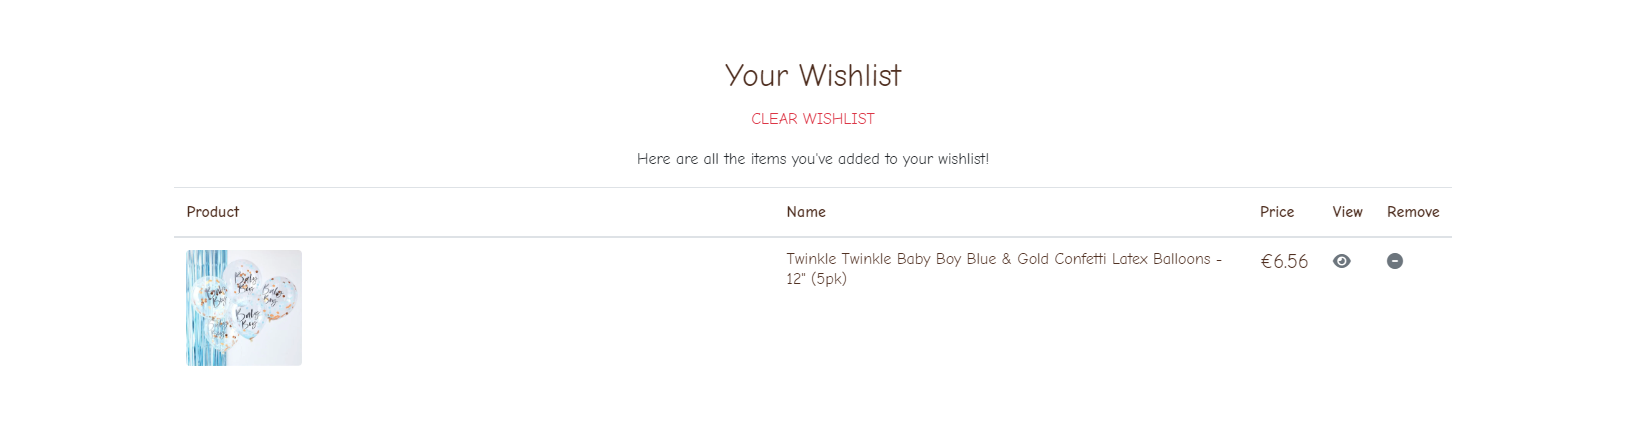 Your Wishlist
CLEAR WISHLIST
Here are all the items you've added to your wishlist!
Product Name Price View Remove
Twinkle Twinkle Baby Boy Blue & Gold Confetti Latex Balloons - €6.56
12" (5pk)
Baby
Boy
Baby
Boy
Baby
Boy
Baby
Boy
Baby
Boy